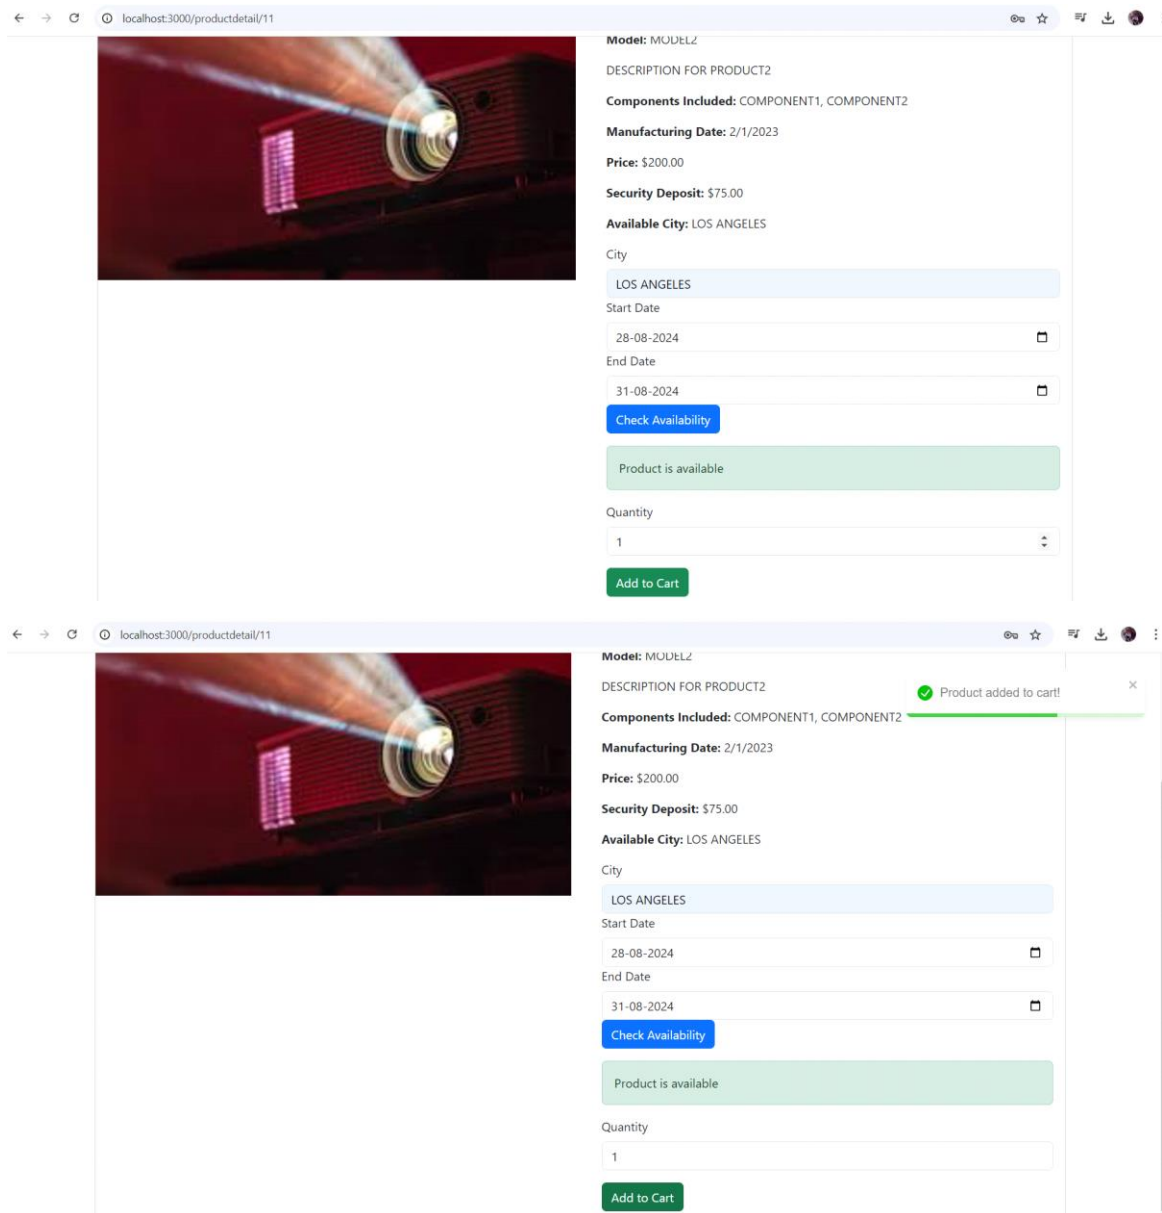 localhost:3000/productdetail/11
Model: MODEL2
DESCRIPTION FOR PRODUCT2
Components Included: COMPONENT1, COMPONENT2
Manufacturing Date: 2/1/2023
Price: $200.00
Security Deposit: $75.00
Available City: LOS ANGELES
City
LOS ANGELES
Start Date
28-08-2024
End Date
31-08-2024
Check Availability
Product is available
Quantity
1
Add to Cart
localhost:3000/productdetail/11
Model: MODEL2
DESCRIPTION FOR PRODUCT2
Product added to cart!
Components Included: COMPONENT1, COMPONENT2
Manufacturing Date: 2/1/2023
Price: $200.00
Security Deposit: $75.00
Available City: LOS ANGELES
City
LOS ANGELES
Start Date
28-08-2024
End Date
31-08-2024
Check Availability
Product is available
Quantity
1
Add to Cart